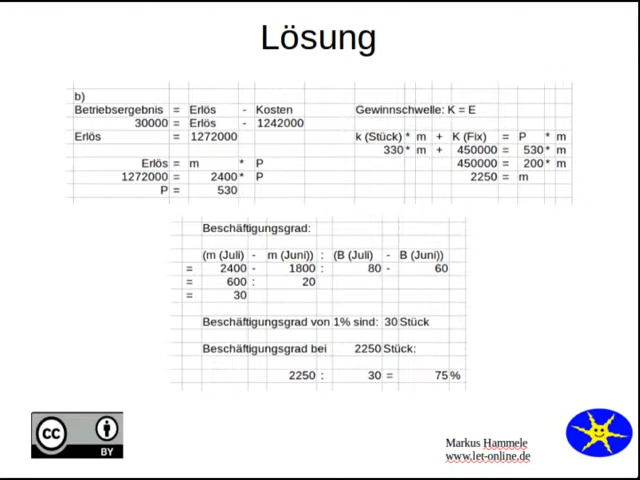 Lösung
b)
Betriebsergebnis = Erlös - Kosten
30000 = Erlös - 1242000
Erlös = 1272000
Erlös = m * P
1272000 = 2400 * P
P = 530
Gewinnschwelle: K = E
k (Stück) * m + K (Fix) = P * m
330 * m + 450000 = 530 * m
450000 = 200 * m
2250 = m
Beschäftigungsgrad:
(m (Juli) - m (Juni)) : (B (Juli) - B (Juni))
= 2400 - 1800 : 80 - 60
= 600 : 20
= 30
Beschäftigungsgrad von 1% sind: 30 Stück
Beschäftigungsgrad bei 2250 Stück:
2250 : 30 = 75 %
cc
BY
Markus Hammele
www.let-online.de